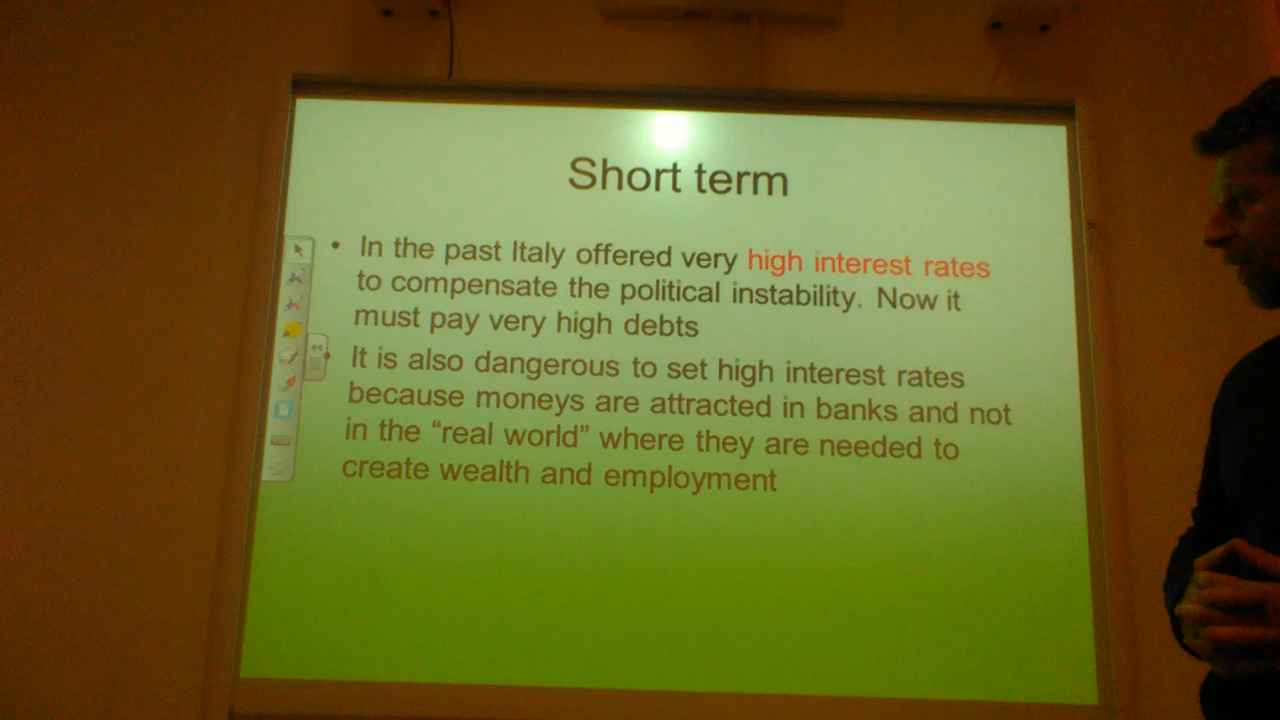 Short term
• In the past Italy offered very high interest rates
to compensate the political instability. Now it
must pay very high debts
• It is also dangerous to set high interest rates
because moneys are attracted in banks and not
in the “real world” where they are needed to
create wealth and employment